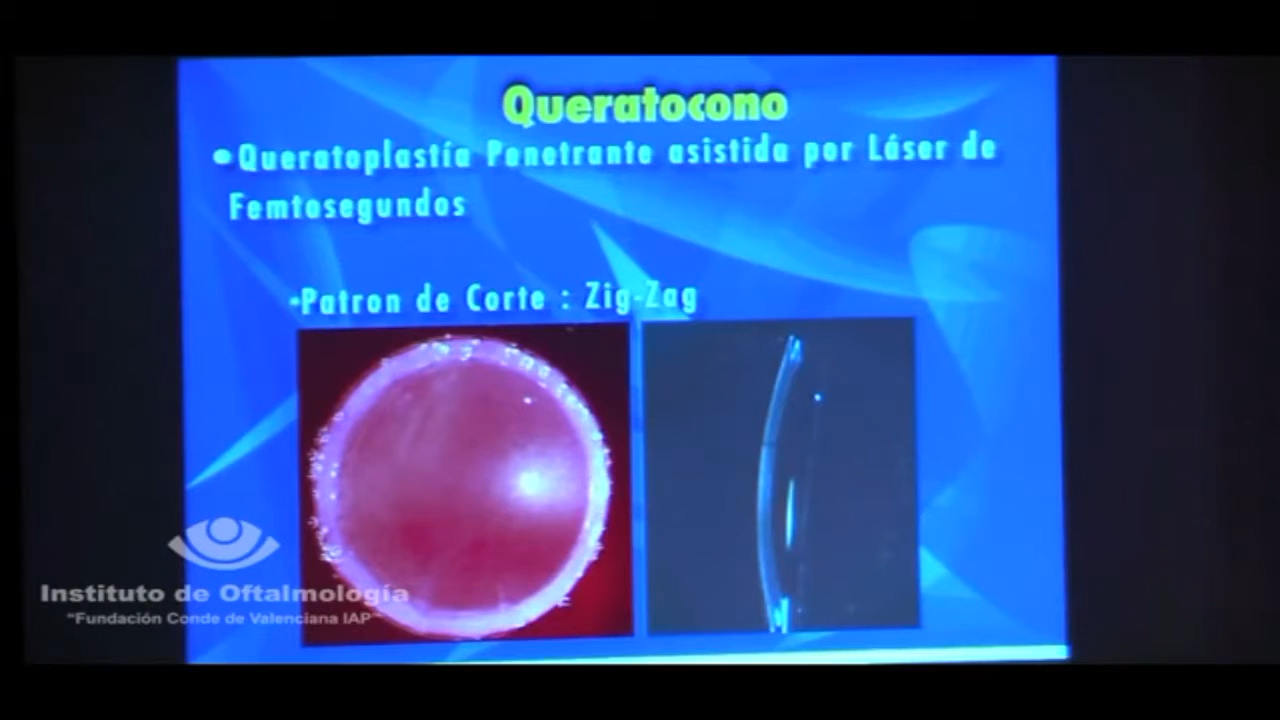 Queratocono
•Queratoplastía Penetrante asistida por Láser de
Femtosegundos
-Patron de Corte : Zig-Zag
Instituto de Oftalmología
"Fundación Conde de Valenciana IAP"